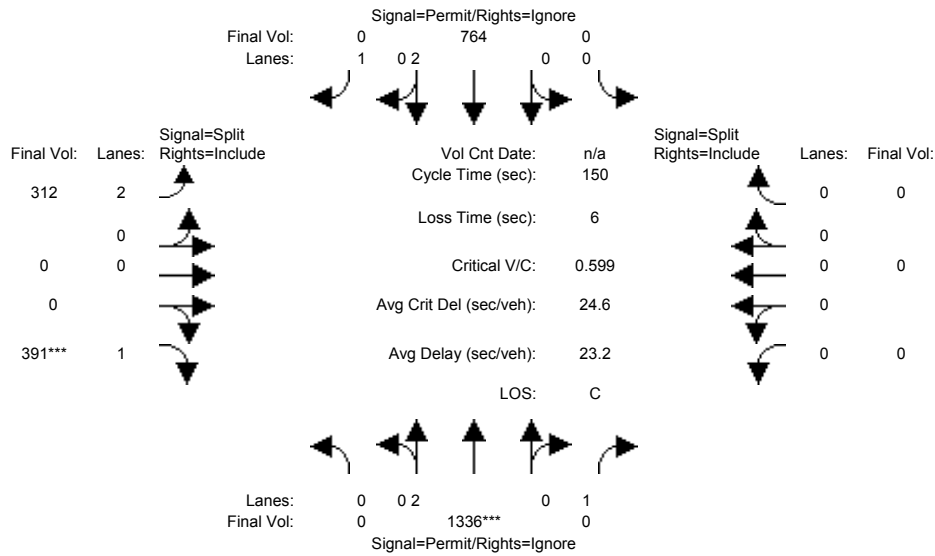 Signal=Permit/Rights=Ignore
Final Vol: 0 764 0
Lanes: 1 0 2 0 0
Signal=Split Signal=Split
Final Vol: Lanes: Rights=Include Vol Cnt Date: n/a Rights=Include Lanes: Final Vol:
Cycle Time (sec): 150
312 2 0 0
Loss Time (sec): 6
0 0
0 0 Critical V/C: 0.599 0 0
0 Avg Crit Del (sec/veh): 24.6 0
391*** 1 Avg Delay (sec/veh): 23.2 0 0
LOS: C
Lanes: 0 0 2 0 1
Final Vol: 0 1336*** 0
Signal=Permit/Rights=Ignore